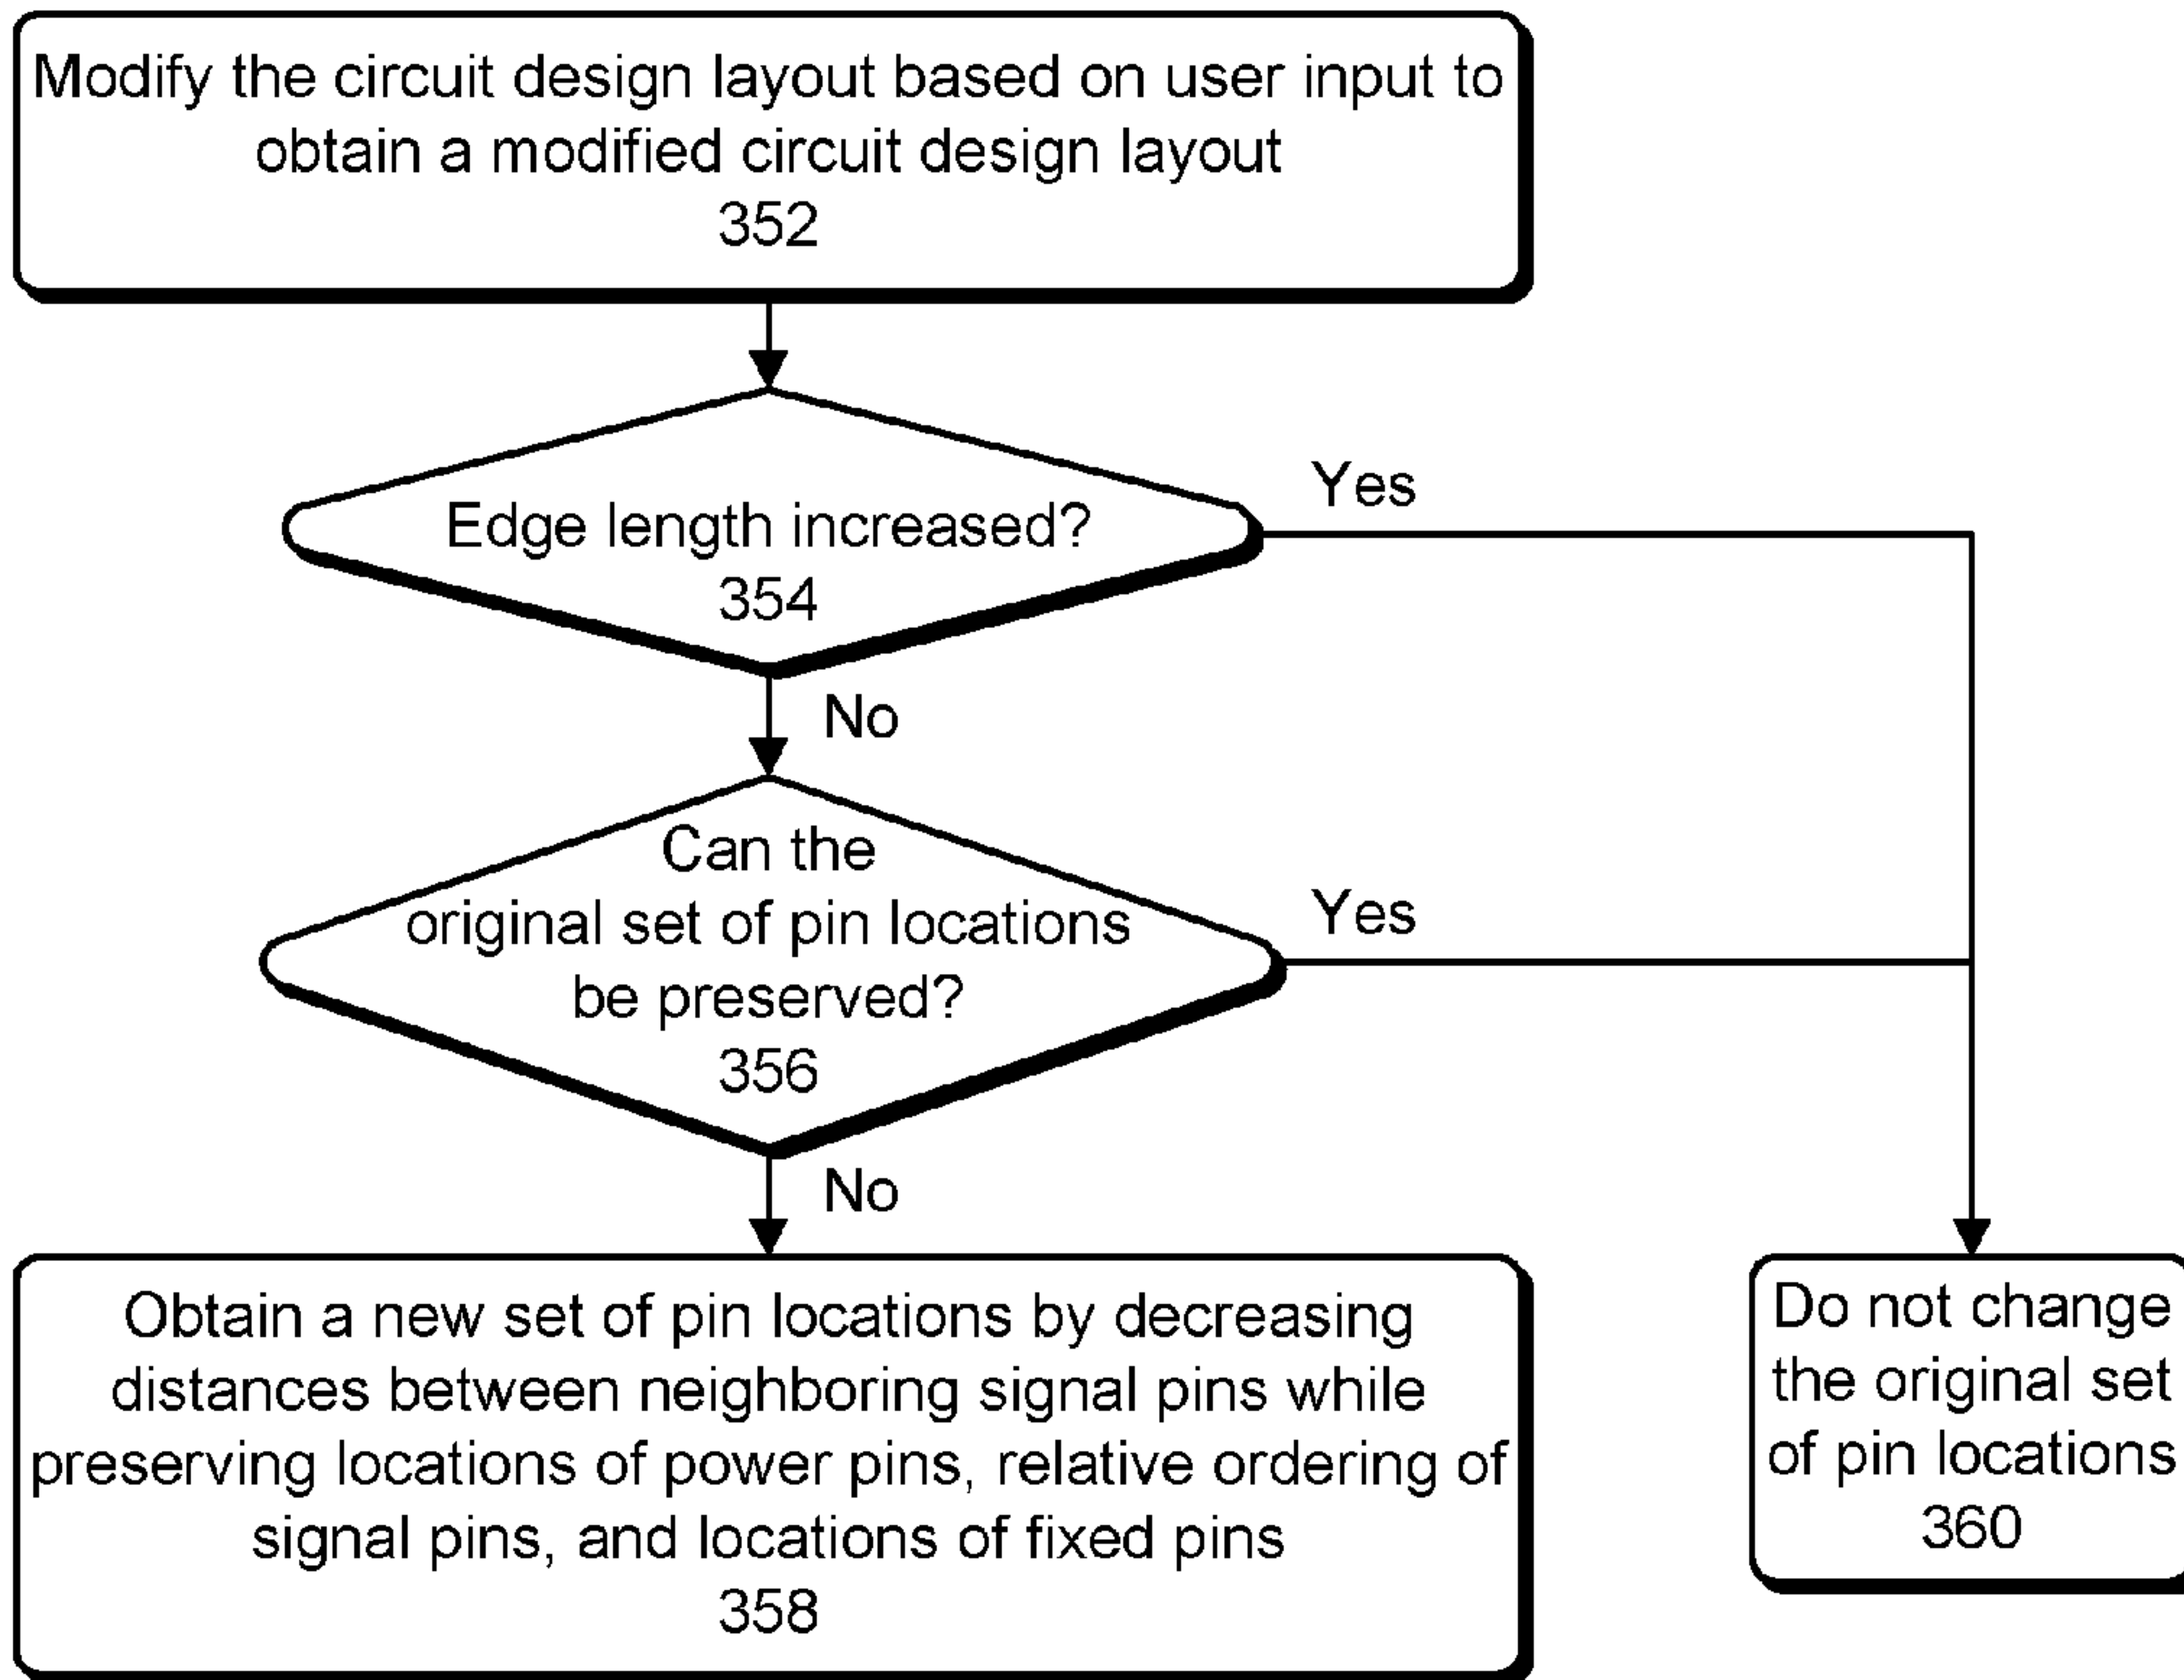 Modify the circuit design layout based on user input to
obtain a modified circuit design layout
352
Edge length increased?
354
Yes
No
Can the
original set of pin locations
be preserved?
356
Yes
No
Obtain a new set of pin locations by decreasing
distances between neighboring signal pins while
preserving locations of power pins, relative ordering of
signal pins, and locations of fixed pins
358
Do not change
the original set
of pin locations
360